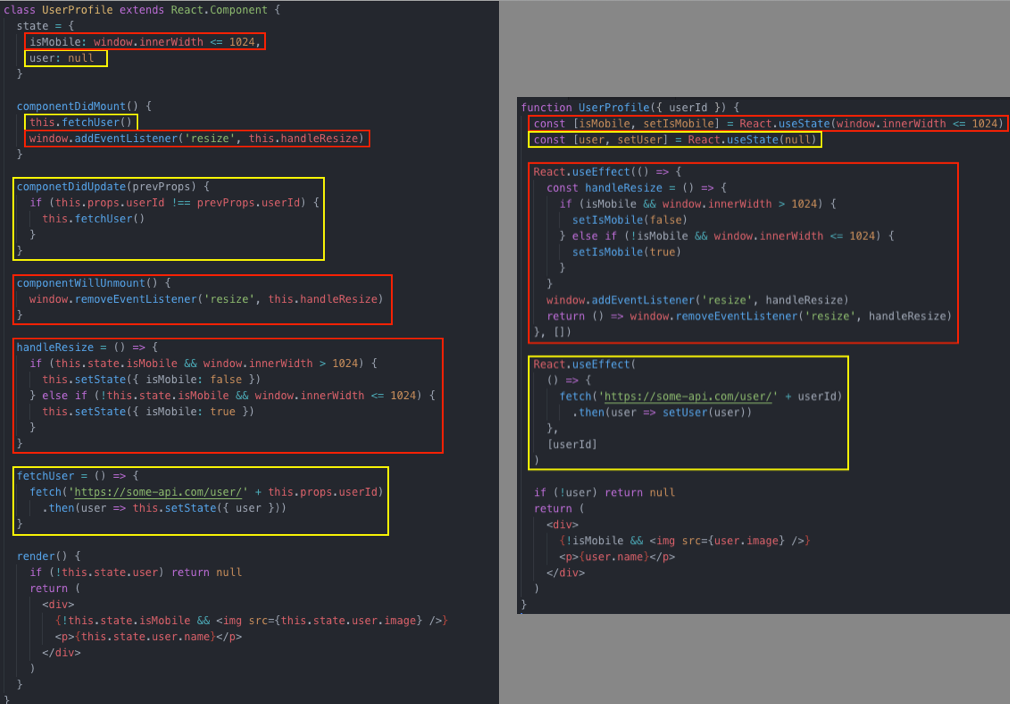 class UserProfile extends React.Component {
state = {
isMobile: window.innerWidth <= 1024,
user: null
}
componentDidMount() {
this.fetchUser()
window.addEventListener('resize', this.handleResize)
}
componetDidUpdate(prevProps) {
if (this.props.userId !== prevProps.userId) {
this.fetchUser()
}
}
componentWillUnmount() {
window.removeEventListener('resize', this.handleResize)
}
handleResize = () => {
if (this.state.isMobile && window.innerWidth > 1024) {
this.setState({ isMobile: false })
} else if (!this.state.isMobile && window.innerWidth <= 1024) {
this.setState({ isMobile: true })
}
}
fetchUser = () => {
fetch('https://some-api.com/user/' + this.props.userId)
.then(user => this.setState({ user }))
}
render() {
if (!this.state.user) return null
return (
<div>
{!this.state.isMobile && <img src={this.state.user.image} />}
<p>{this.state.user.name}</p>
</div>
)
}
}
function UserProfile({ userId }) {
const [isMobile, setIsMobile] = React.useState(window.innerWidth <= 1024)
const [user, setUser] = React.useState(null)
React.useEffect(() => {
const handleResize = () => {
if (isMobile && window.innerWidth > 1024) {
setIsMobile(false)
} else if (!isMobile && window.innerWidth <= 1024) {
setIsMobile(true)
}
}
window.addEventListener('resize', handleResize)
return () => window.removeEventListener('resize', handleResize)
}, [])
React.useEffect(
() => {
fetch('https://some-api.com/user/' + userId)
.then(user => setUser(user))
},
[userId]
)
if (!user) return null
return (
<div>
{!isMobile && <img src={user.image} />}
<p>{user.name}</p>
</div>
)
}